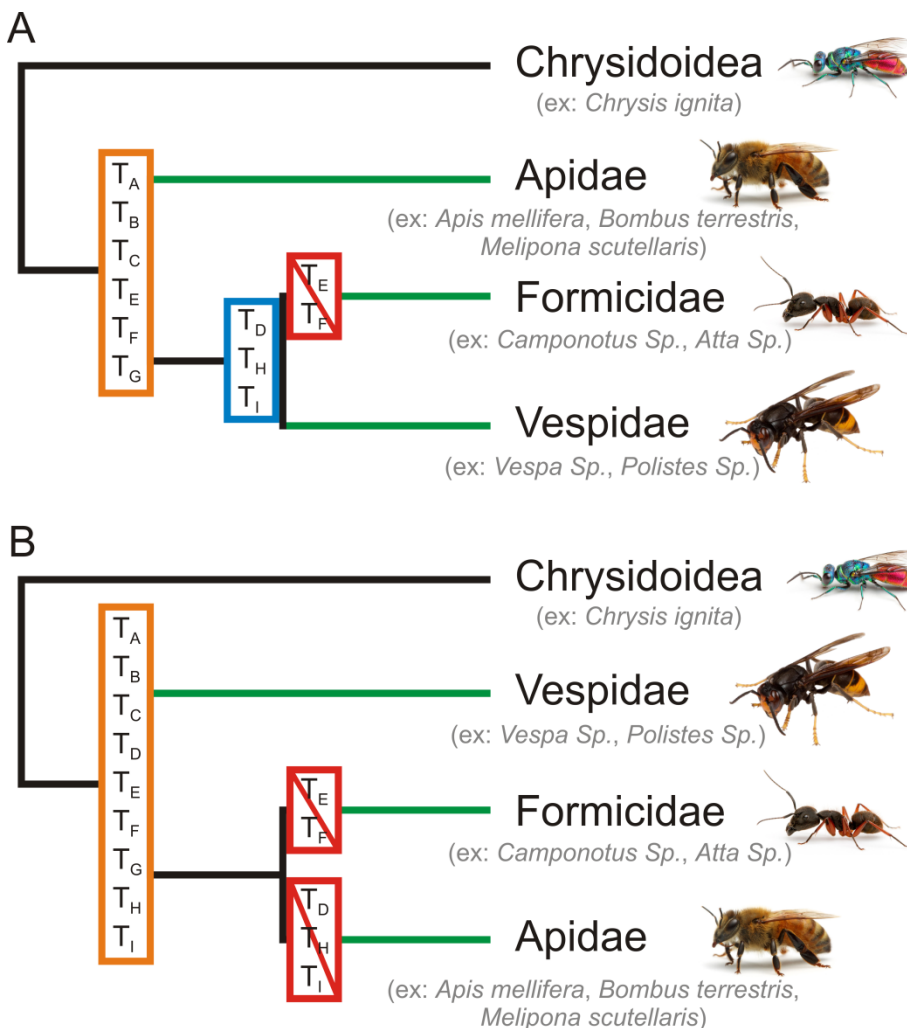 A
Chrysidoidea
(ex: Chrysis ignita)
Apidae
(ex: Apis mellifera, Bombus terrestris,
Melipona scutellaris)
TA
TB
TC
TE
TF
TG
TE
TF
Formicidae
(ex: Camponotus Sp., Atta Sp.)
TD
TH
TI
Vespidae
(ex: Vespa Sp., Polistes Sp.)
B
Chrysidoidea
(ex: Chrysis ignita)
TA
TB
TC
TD
TE
TF
TG
TH
TI
Vespidae
(ex: Vespa Sp., Polistes Sp.)
TE
TF
Formicidae
(ex: Camponotus Sp., Atta Sp.)
TD
TH
TI
Apidae
(ex: Apis mellifera, Bombus terrestris,
Melipona scutellaris)